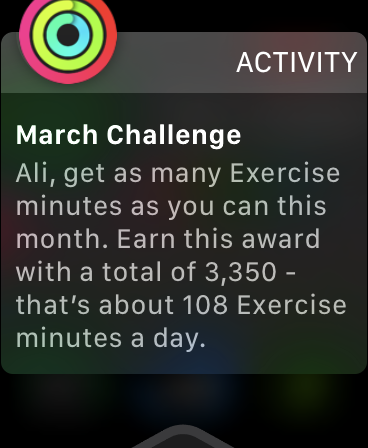 ACTIVITY
March Challenge
Ali, get as many Exercise
minutes as you can this
month. Earn this award
with a total of 3,350 -
that's about 108 Exercise
minutes a day.